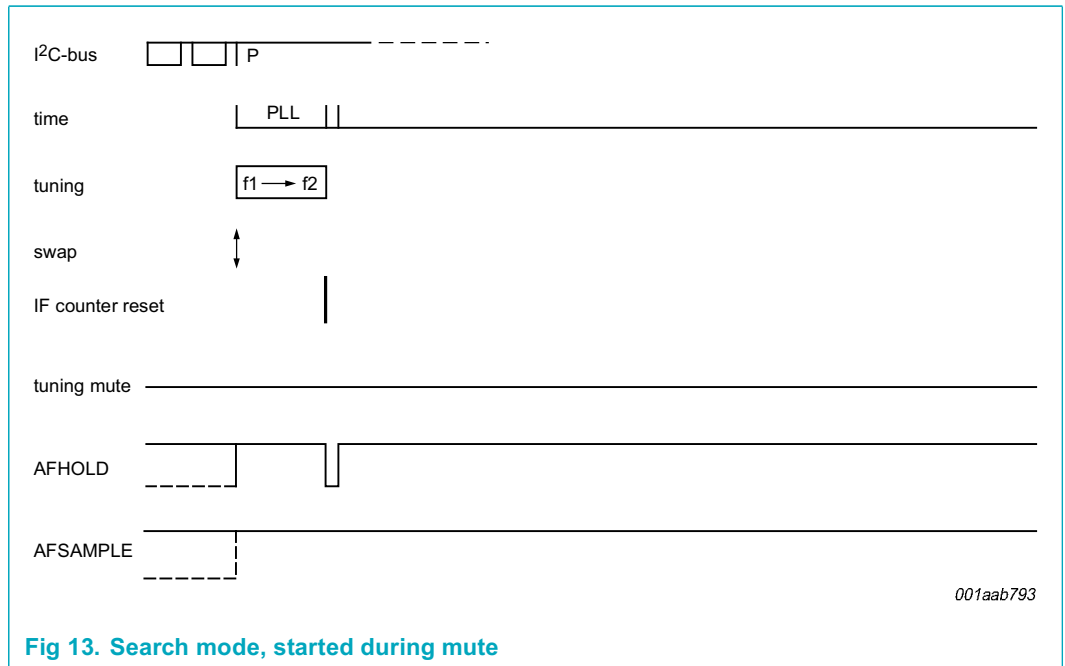 I²C-bus
P
time
PLL
tuning
f1 → f2
swap
IF counter reset
tuning mute
AFHOLD
AFSAMPLE
001aab793
Fig 13. Search mode, started during mute